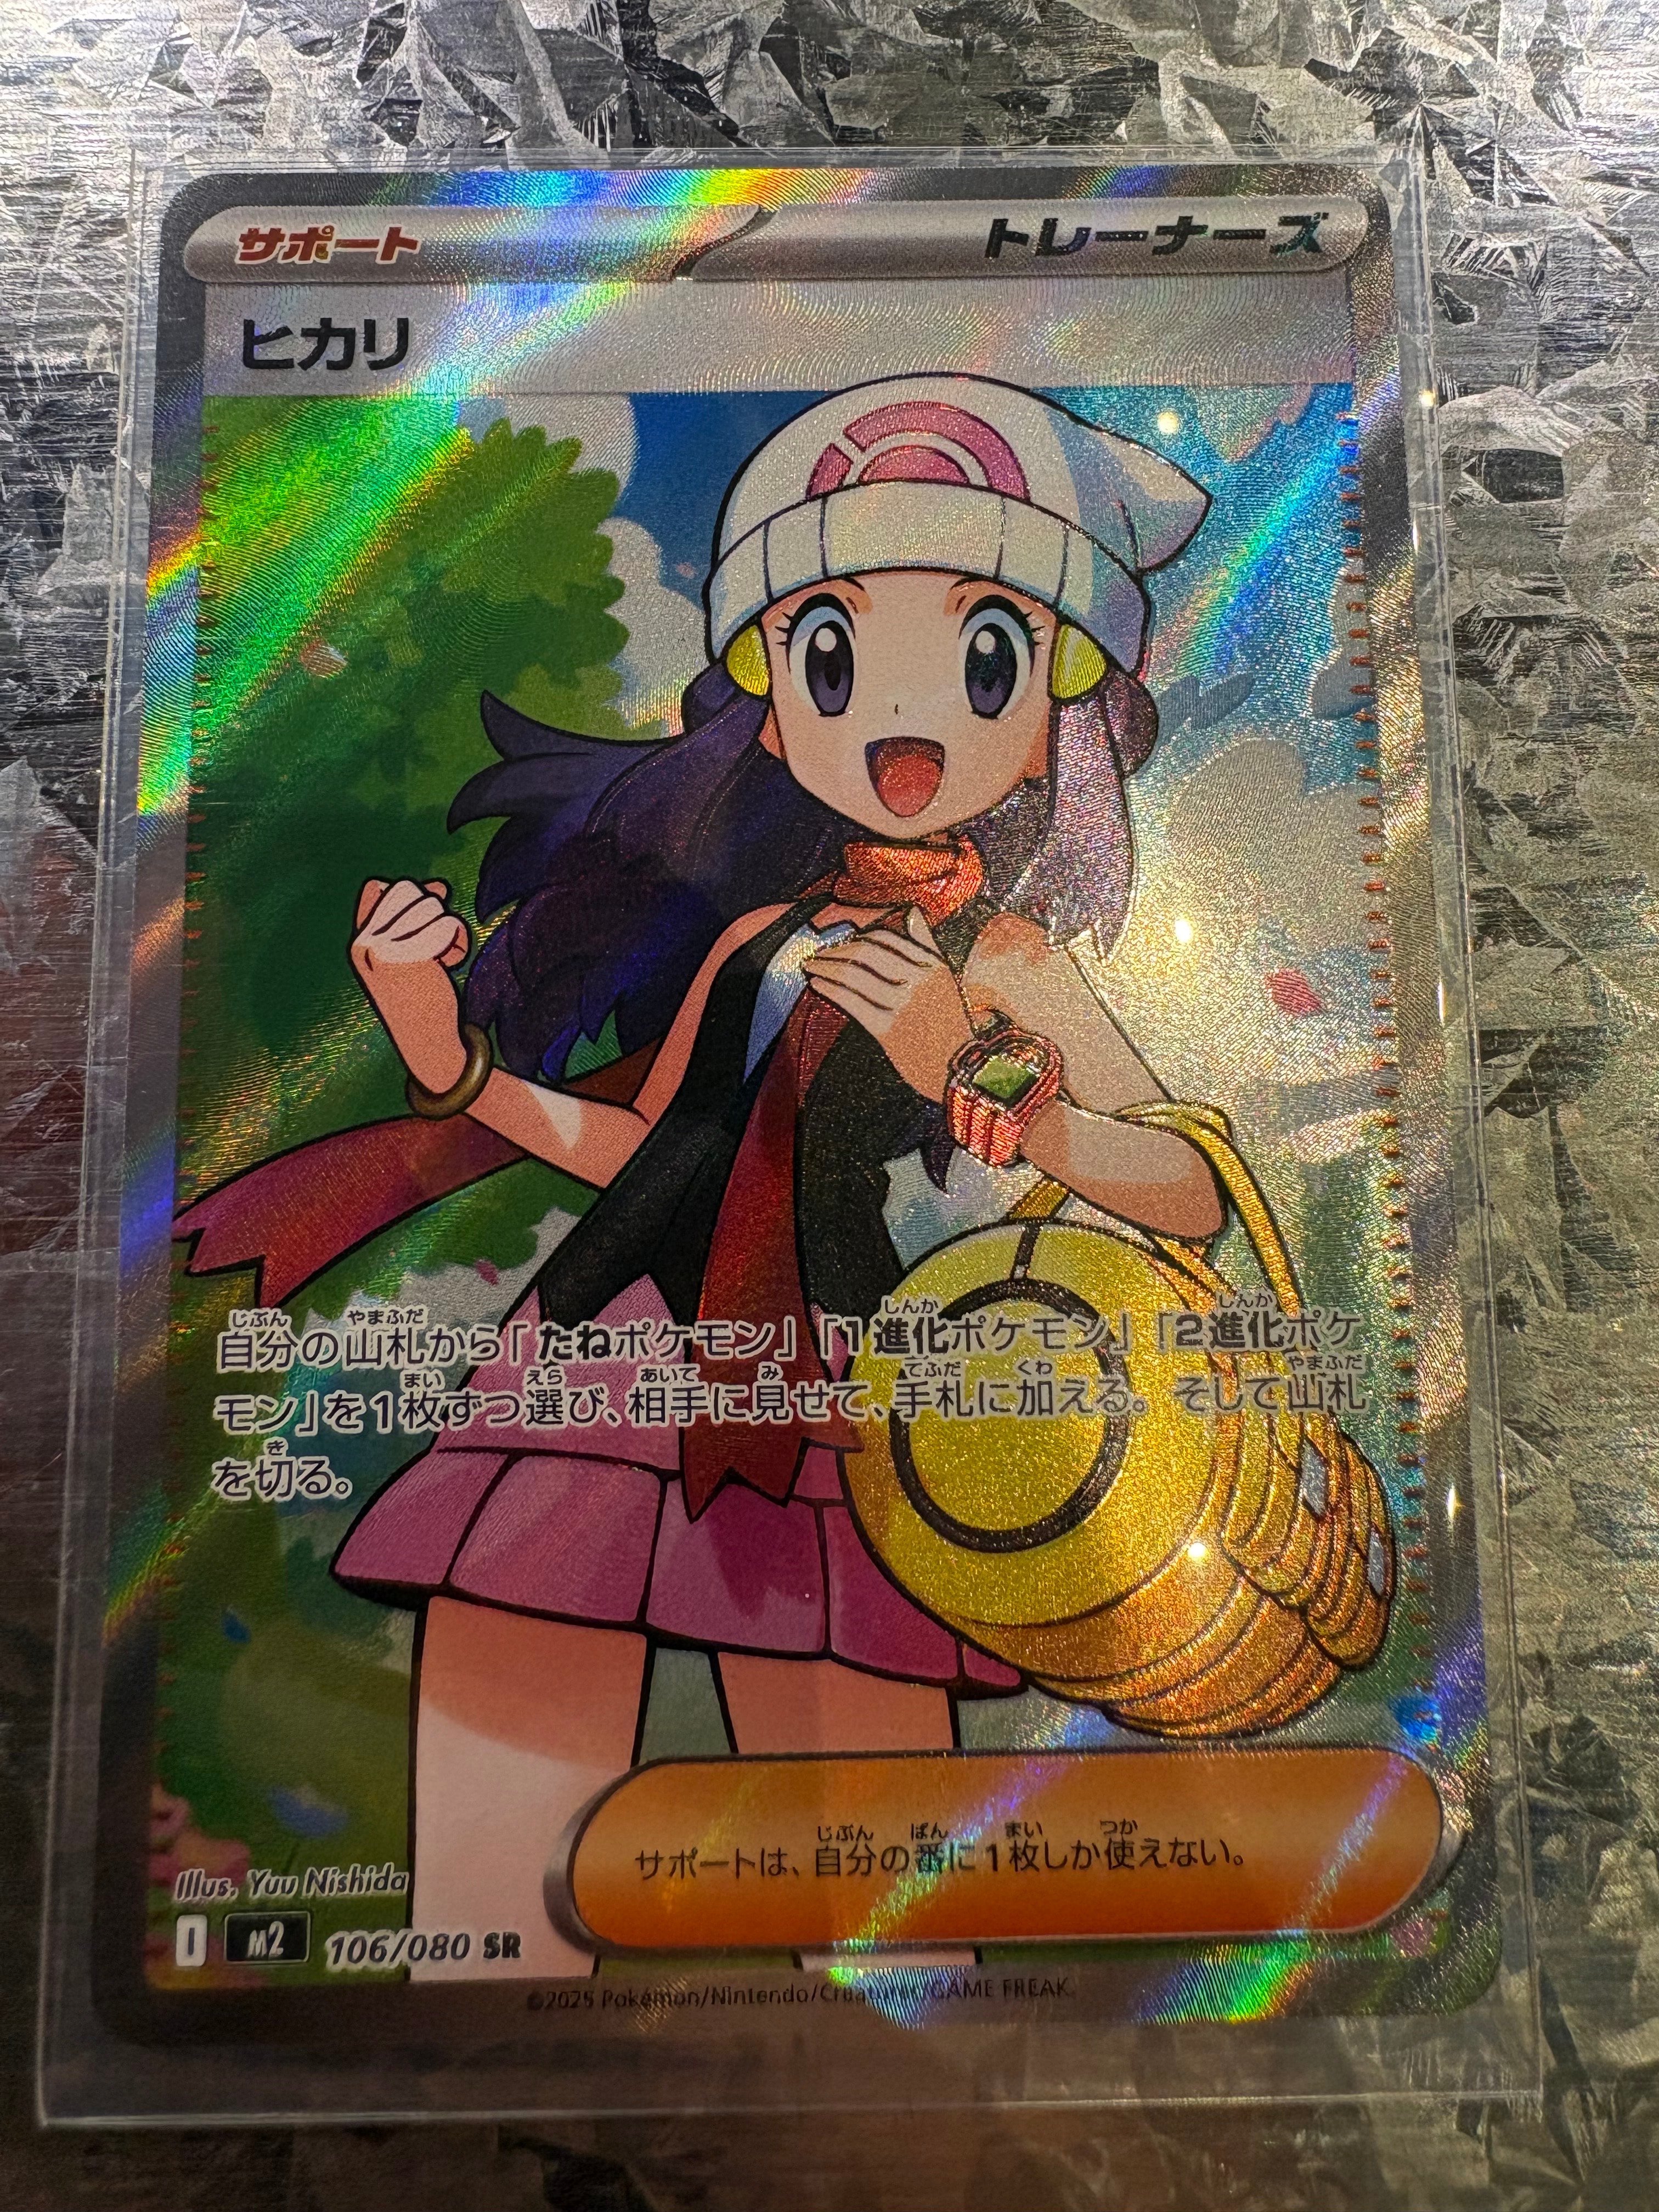 サポート
トレーナーズ
ヒカリ
自分の山札から「たねポケモン」「1進化ポケモン」「2進化ポケ
モン」を1枚ずつ選び、相手に見せて、手札に加える。そして山札
を切る。
サポートは、自分の番に1枚しか使えない。
Illus. Yuu Nishida
I M2 106/080 SR
©2025 Pokémon/Nintendo/Creatures/GAME FREAK.